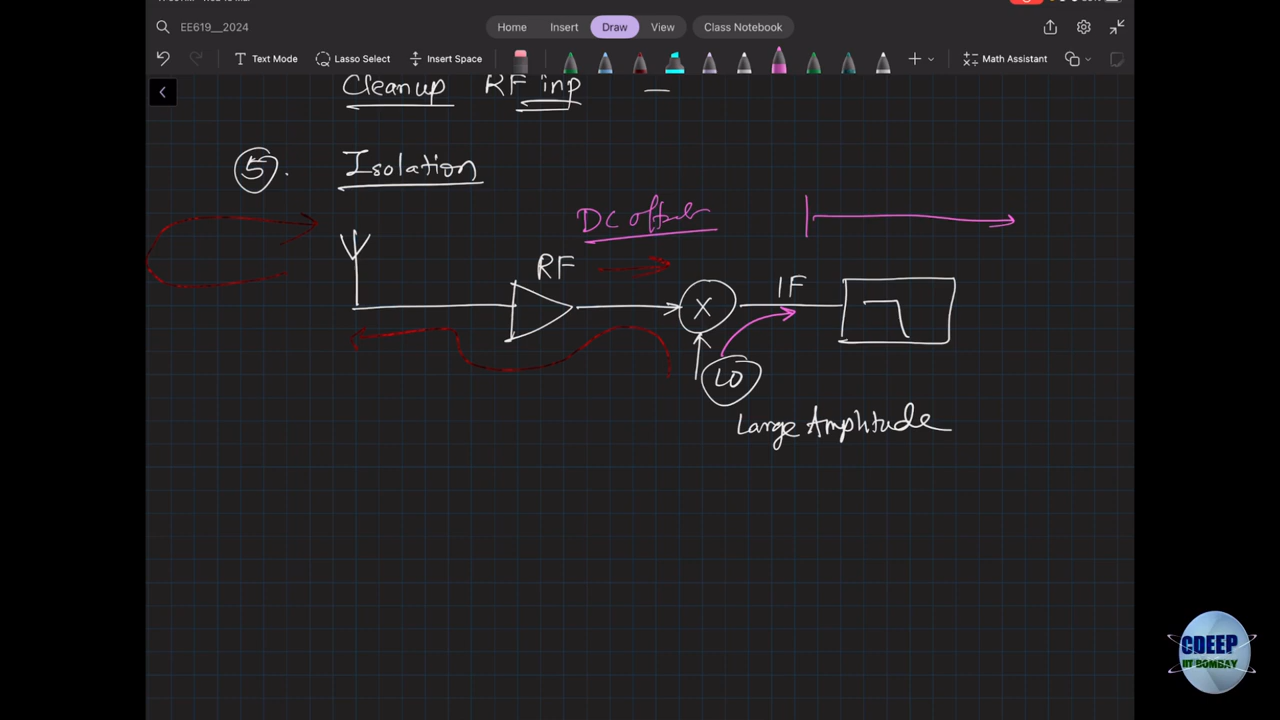 EE619__2024
Home Insert Draw View Class Notebook
Text Mode Lasso Select Insert Space Math Assistant
Cleanup RF inp —
5. Isolation
DC offset
RF
X
IF
LO
Large Amplitude
CDEEP
IIT BOMBAY